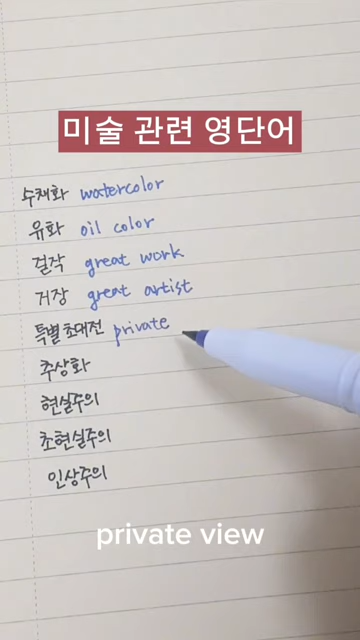 미술 관련 영단어
수채화 watercolor
유화 oil color
걸작 great work
거장 great artist
특별초대전 private
추상화
현실주의
초현실주의
인상주의
private view